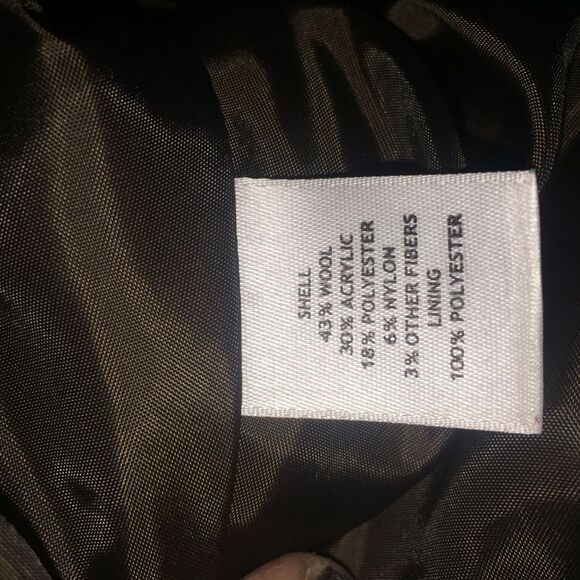 SHELL
43% WOOL
30% ACRYLIC
18% POLYESTER
6% NYLON
3% OTHER FIBERS
LINING
100% POLYESTER